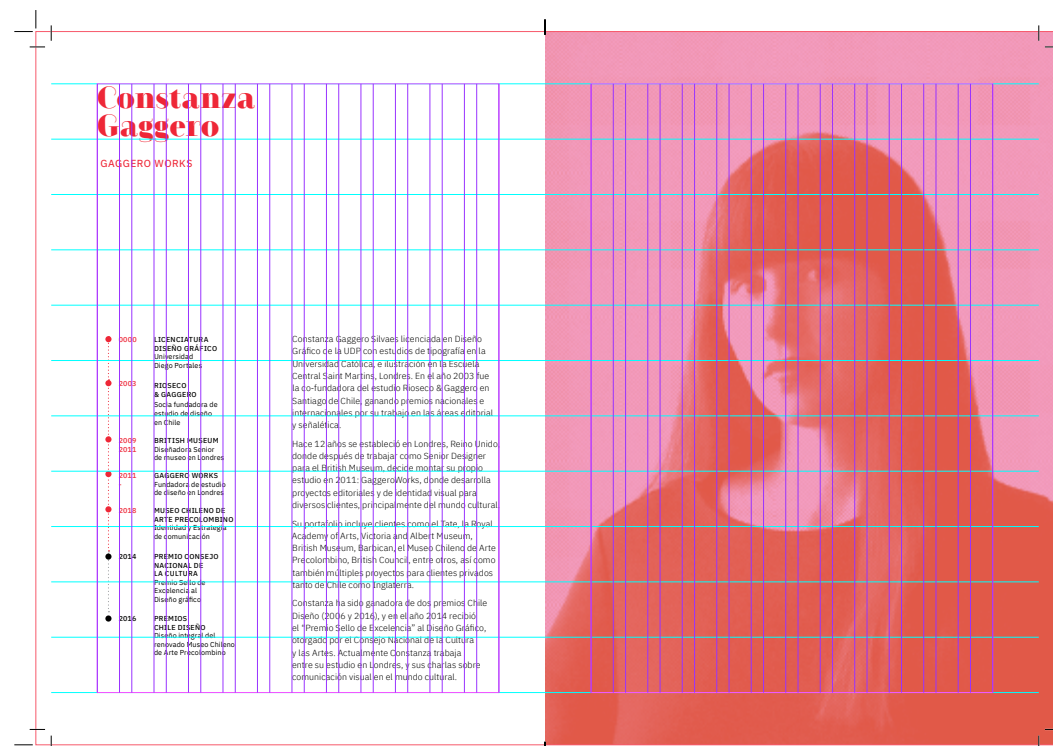 Constanza
Gaggero
GAGGERO WORKS
0000
LICENCIATURA
DISEÑO GRÁFICO
Universidad
Diego Portales
2003
RIOSECO
& GAGGERO
Socia fundadora de
estudio de diseño
en Chile
2009
2011
BRITISH MUSEUM
Diseñadora Senior
de museo en Londres
2011
-
GAGGERO WORKS
Fundadora de estudio
de diseño en Londres
2018
MUSEO CHILENO DE
ARTE PRECOLOMBINO
Identidad y Estrategia
de comunicación
2014
PREMIO CONSEJO
NACIONAL DE
LA CULTURA
Premio Sello de
Excelencia al
Diseño gráfico
2016
PREMIOS
CHILE DISEÑO
Diseño integral del
renovado Museo Chileno
de Arte Precolombino
Constanza Gaggero Silvaes licenciada en Diseño
Gráfico de la UDP con estudios de tipografía en la
Universidad Católica, e ilustración en la Escuela
Central Saint Martins, Londres. En el año 2003 fue
la co-fundadora del estudio Rioseco & Gaggero en
Santiago de Chile, ganando premios nacionales e
internacionales por su trabajo en las áreas editorial
y señalética.
Hace 12 años se estableció en Londres, Reino Unido,
donde después de trabajar como Senior Designer
para el British Museum, decide montar su propio
estudio en 2011: GaggeroWorks, donde desarrolla
proyectos editoriales y de identidad visual para
diversos clientes, principalmente del mundo cultural.
Su portafolio incluye clientes como el Tate, la Royal
Academy of Arts, Victoria and Albert Museum,
British Museum, Barbican, el Museo Chileno de Arte
Precolombino, British Council, entre otros, así como
también múltiples proyectos para clientes privados
tanto de Chile como Inglaterra.
Constanza ha sido ganadora de dos premios Chile
Diseño (2006 y 2016), y en el año 2014 recibió
el "Premio Sello de Excelencia" al Diseño Gráfico,
otorgado por el Consejo Nacional de la Cultura
y las Artes. Actualmente Constanza trabaja
entre su estudio en Londres, y sus charlas sobre
comunicación visual en el mundo cultural.